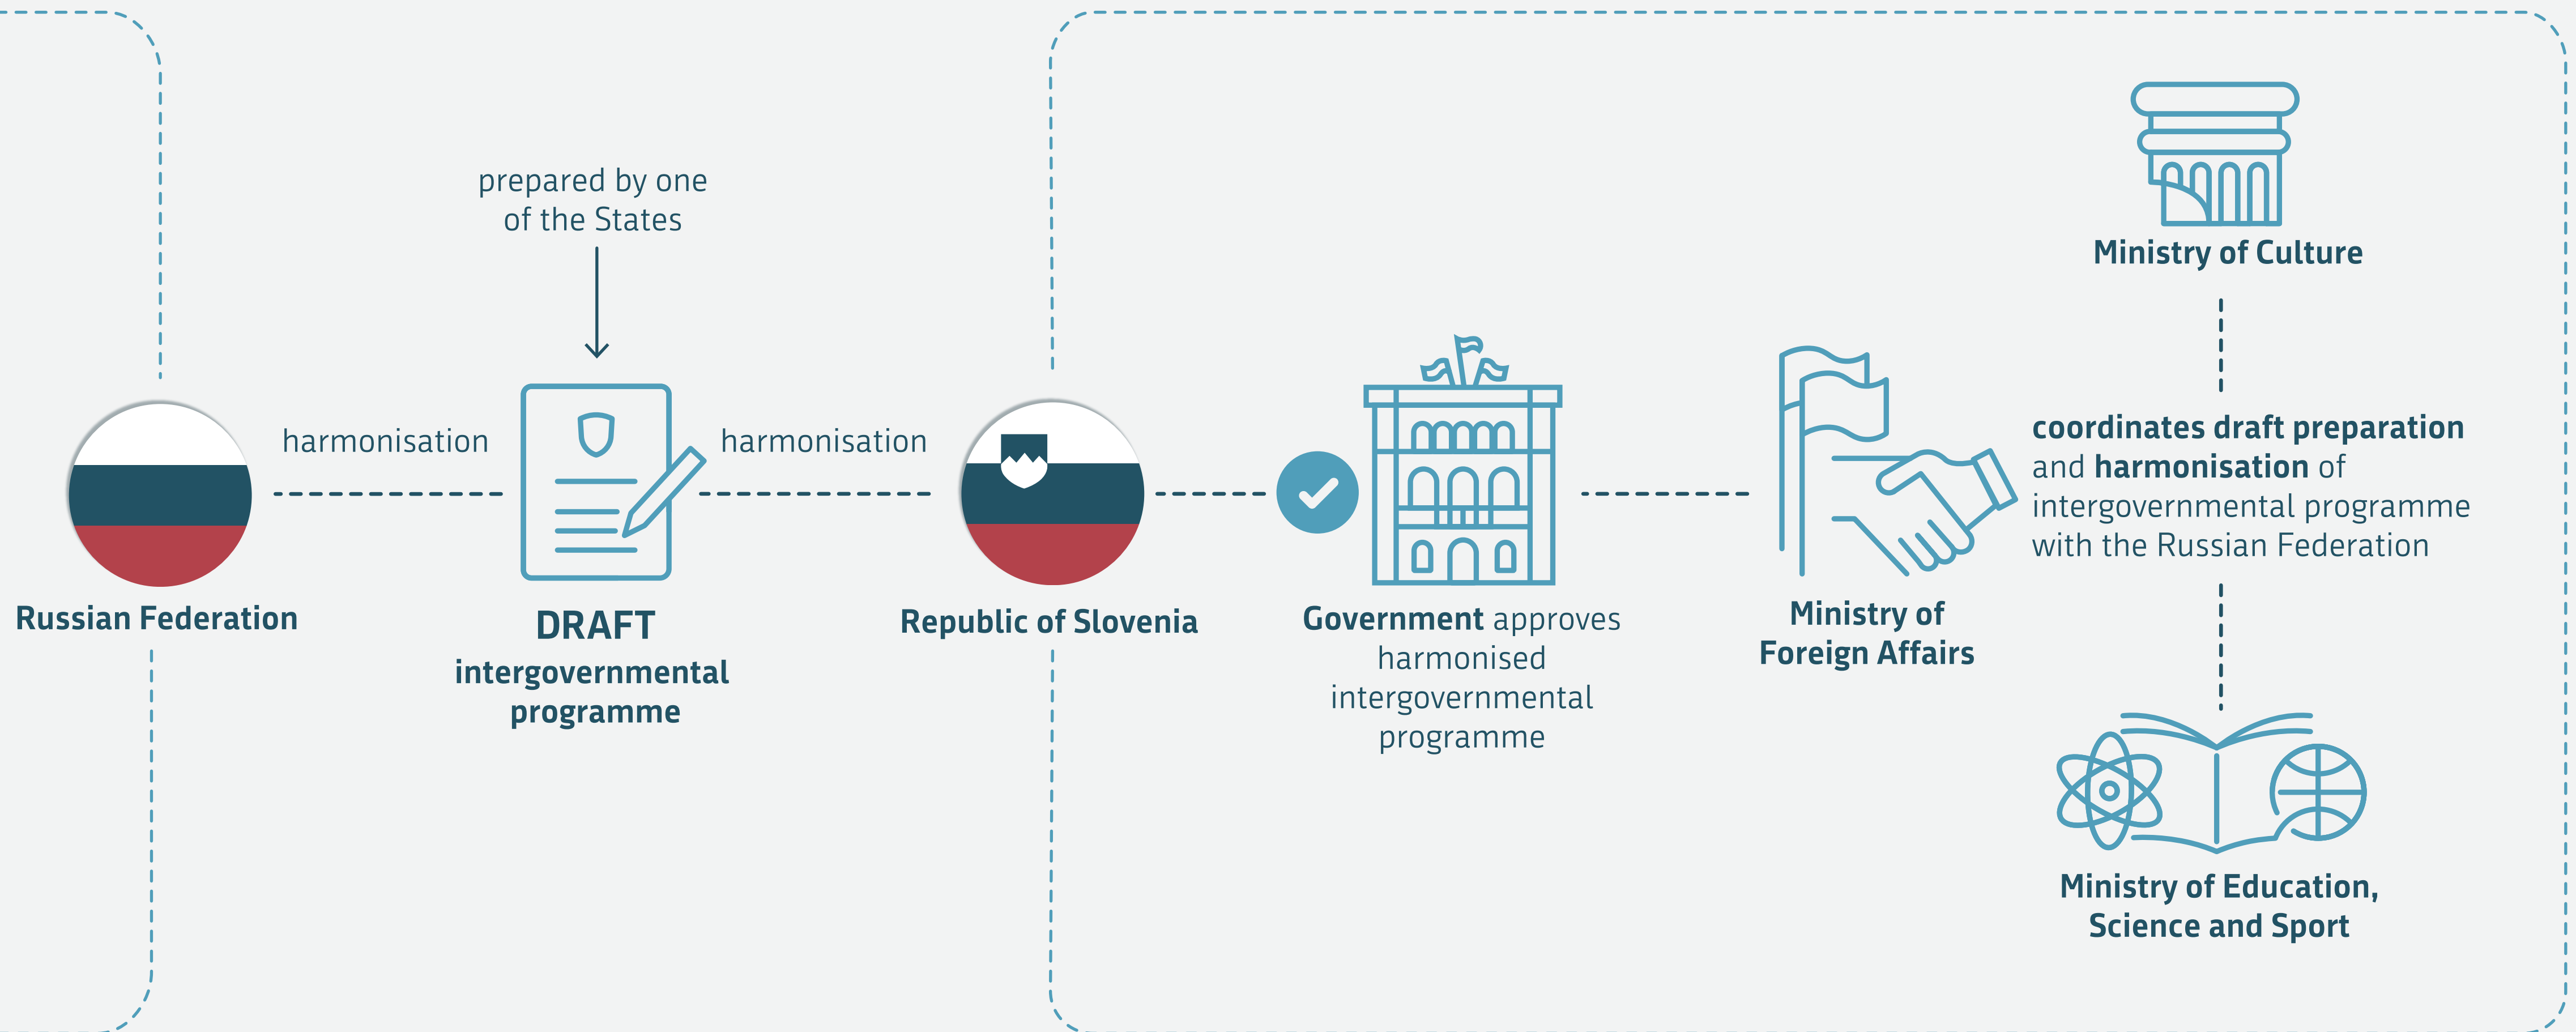 prepared by one
of the States
harmonisation
harmonisation
Russian Federation
DRAFT
intergovernmental
programme
Republic of Slovenia
Government approves
harmonised
intergovernmental
programme
Ministry of
Foreign Affairs
Ministry of Culture
coordinates draft preparation
and harmonisation of
intergovernmental programme
with the Russian Federation
Ministry of Education,
Science and Sport